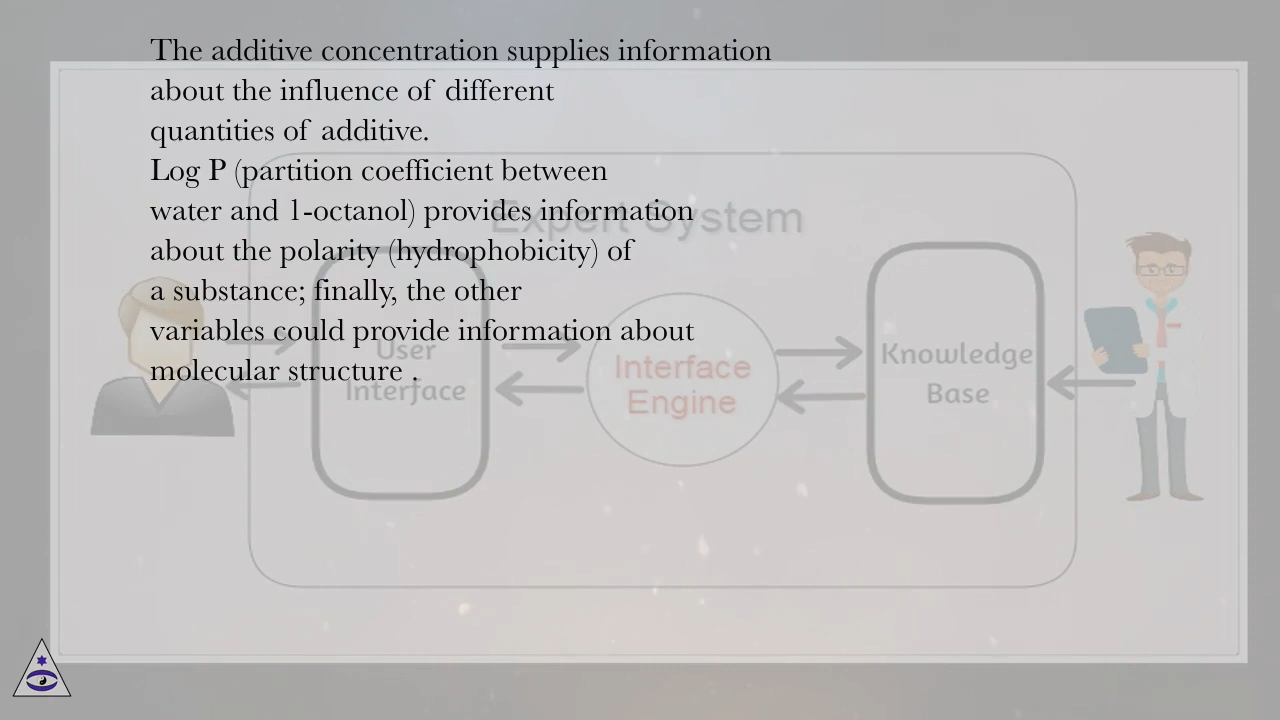 The additive concentration supplies information
about the influence of different
quantities of additive.
Log P (partition coefficient between
water and 1-octanol) provides information
about the polarity (hydrophobicity) of
a substance; finally, the other
variables could provide information about
molecular structure .
Expert System
User
Interface
Interface
Engine
Knowledge
Base